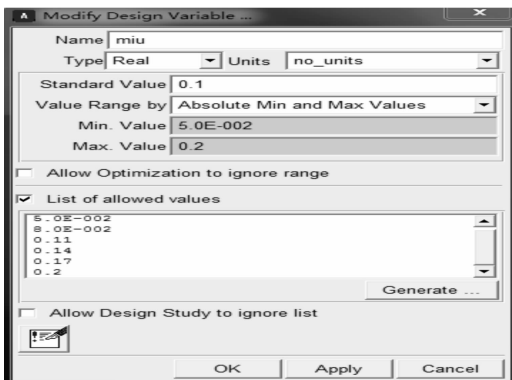 Modify Design Variable ...
Name miu
Type Real Units no_units
Standard Value 0.1
Value Range by Absolute Min and Max Values
Min. Value 5.0E-002
Max. Value 0.2
Allow Optimization to ignore range
List of allowed values
5.0E-002
8.0E-002
0.11
0.14
0.17
0.2
Generate ...
Allow Design Study to ignore list
OK Apply Cancel